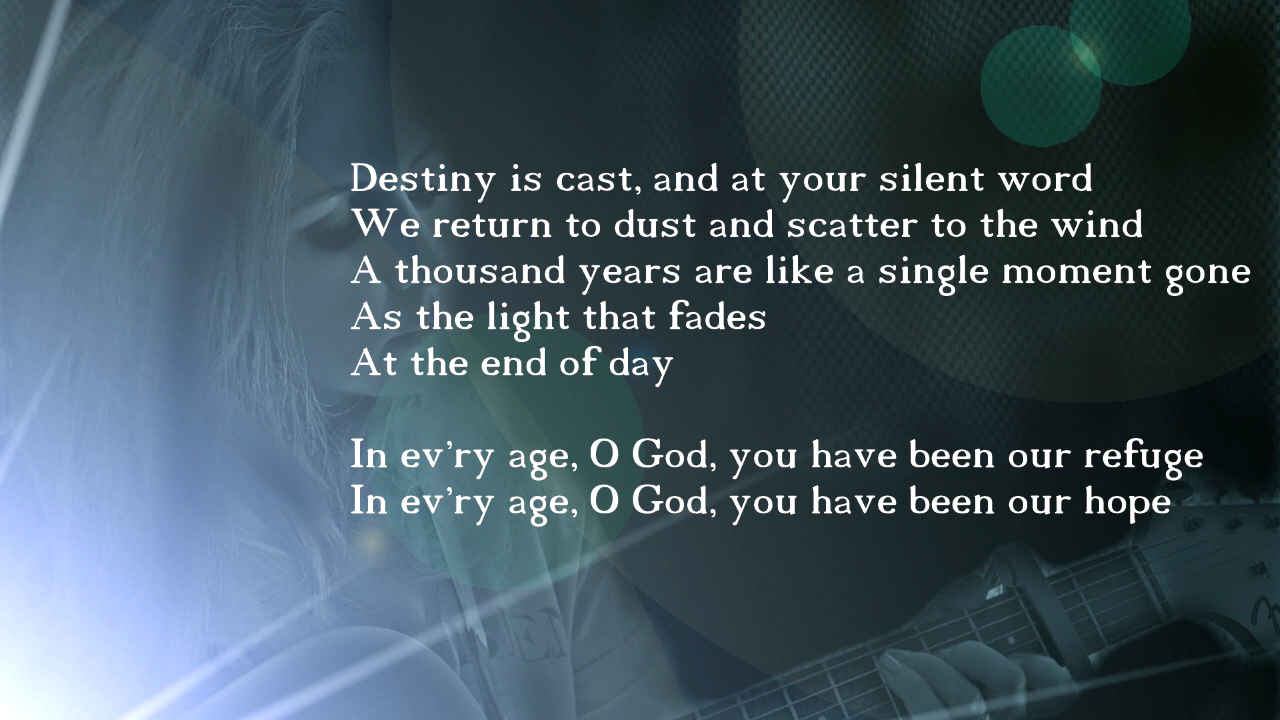 Destiny is cast, and at your silent word
We return to dust and scatter to the wind
A thousand years are like a single moment gone
As the light that fades
At the end of day
In ev’ry age, O God, you have been our refuge
In ev’ry age, O God, you have been our hope